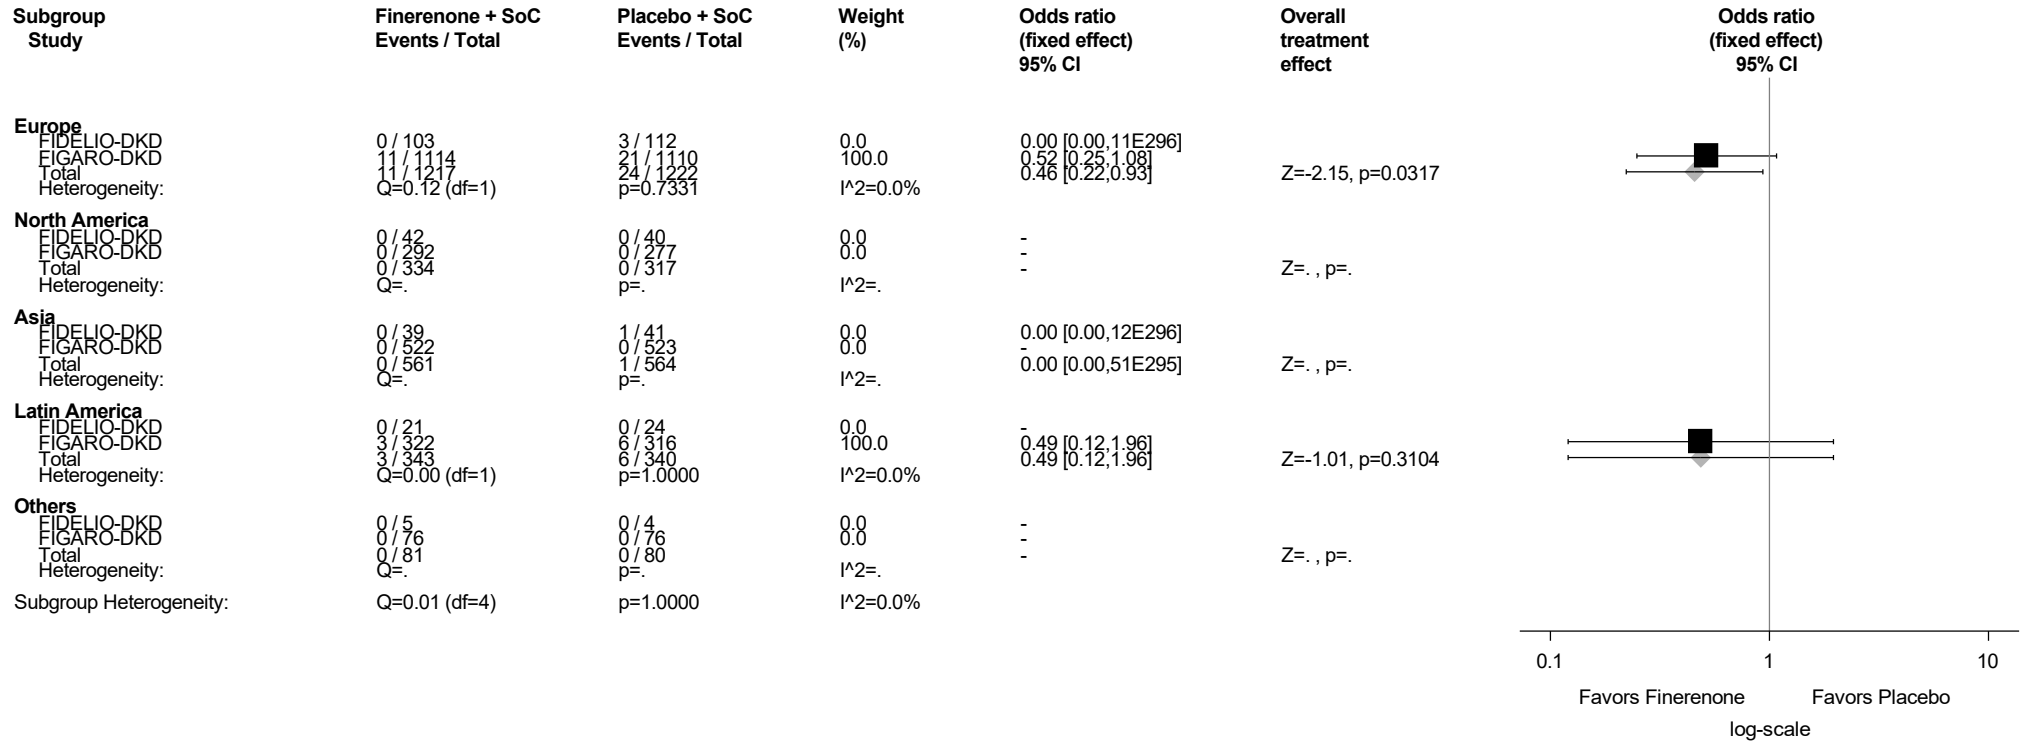 Subgroup Finerenone + SoC Placebo + SoC Weight Odds ratio Overall Odds ratio
Study Events / Total Events / Total (%) (fixed effect) treatment (fixed effect)
95% CI effect 95% CI
Europe
FIDELIO-DKD 0 / 103 3 / 112 0.0 0.00 [0.00,11E296]
FIGARO-DKD 11 / 1114 21 / 1110 100.0 0.52 [0.25,1.08]
Total 11 / 1217 24 / 1222 0.46 [0.22,0.93] Z=-2.15, p=0.0317
Heterogeneity: Q=0.12 (df=1) p=0.7331 I^2=0.0%
North America
FIDELIO-DKD 0 / 42 0 / 40 0.0 -
FIGARO-DKD 0 / 292 0 / 277 0.0 -
Total 0 / 334 0 / 317 - Z=. , p=.
Heterogeneity: Q=. p=. I^2=.
Asia
FIDELIO-DKD 0 / 39 1 / 41 0.0 0.00 [0.00,12E296]
FIGARO-DKD 0 / 522 0 / 523 0.0 -
Total 0 / 561 1 / 564 0.00 [0.00,51E295] Z=. , p=.
Heterogeneity: Q=. p=. I^2=.
Latin America
FIDELIO-DKD 0 / 21 0 / 24 0.0 -
FIGARO-DKD 3 / 322 6 / 316 100.0 0.49 [0.12,1.96]
Total 3 / 343 6 / 340 0.49 [0.12,1.96] Z=-1.01, p=0.3104
Heterogeneity: Q=0.00 (df=1) p=1.0000 I^2=0.0%
Others
FIDELIO-DKD 0 / 5 0 / 4 0.0 -
FIGARO-DKD 0 / 76 0 / 76 0.0 -
Total 0 / 81 0 / 80 - Z=. , p=.
Heterogeneity: Q=. p=. I^2=.
Subgroup Heterogeneity: Q=0.01 (df=4) p=1.0000 I^2=0.0%
0.1 1 10
Favors Finerenone Favors Placebo
log-scale